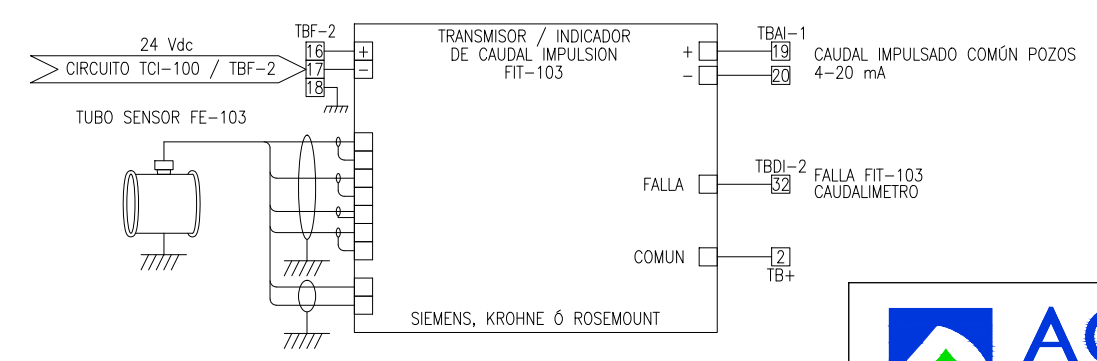 24 Vdc
CIRCUITO TCI-100 / TBF-2
TBF-2
16
17
18
+
-
TRANSMISOR / INDICADOR
DE CAUDAL IMPULSION
FIT-103
+
-
TBAI-1
19
20
CAUDAL IMPULSADO COMÚN POZOS
4-20 mA
TUBO SENSOR FE-103
FALLA
TBDI-2
32
FALLA FIT-103
CAUDALIMETRO
COMUN
2
TB+
SIEMENS, KROHNE Ó ROSEMOUNT